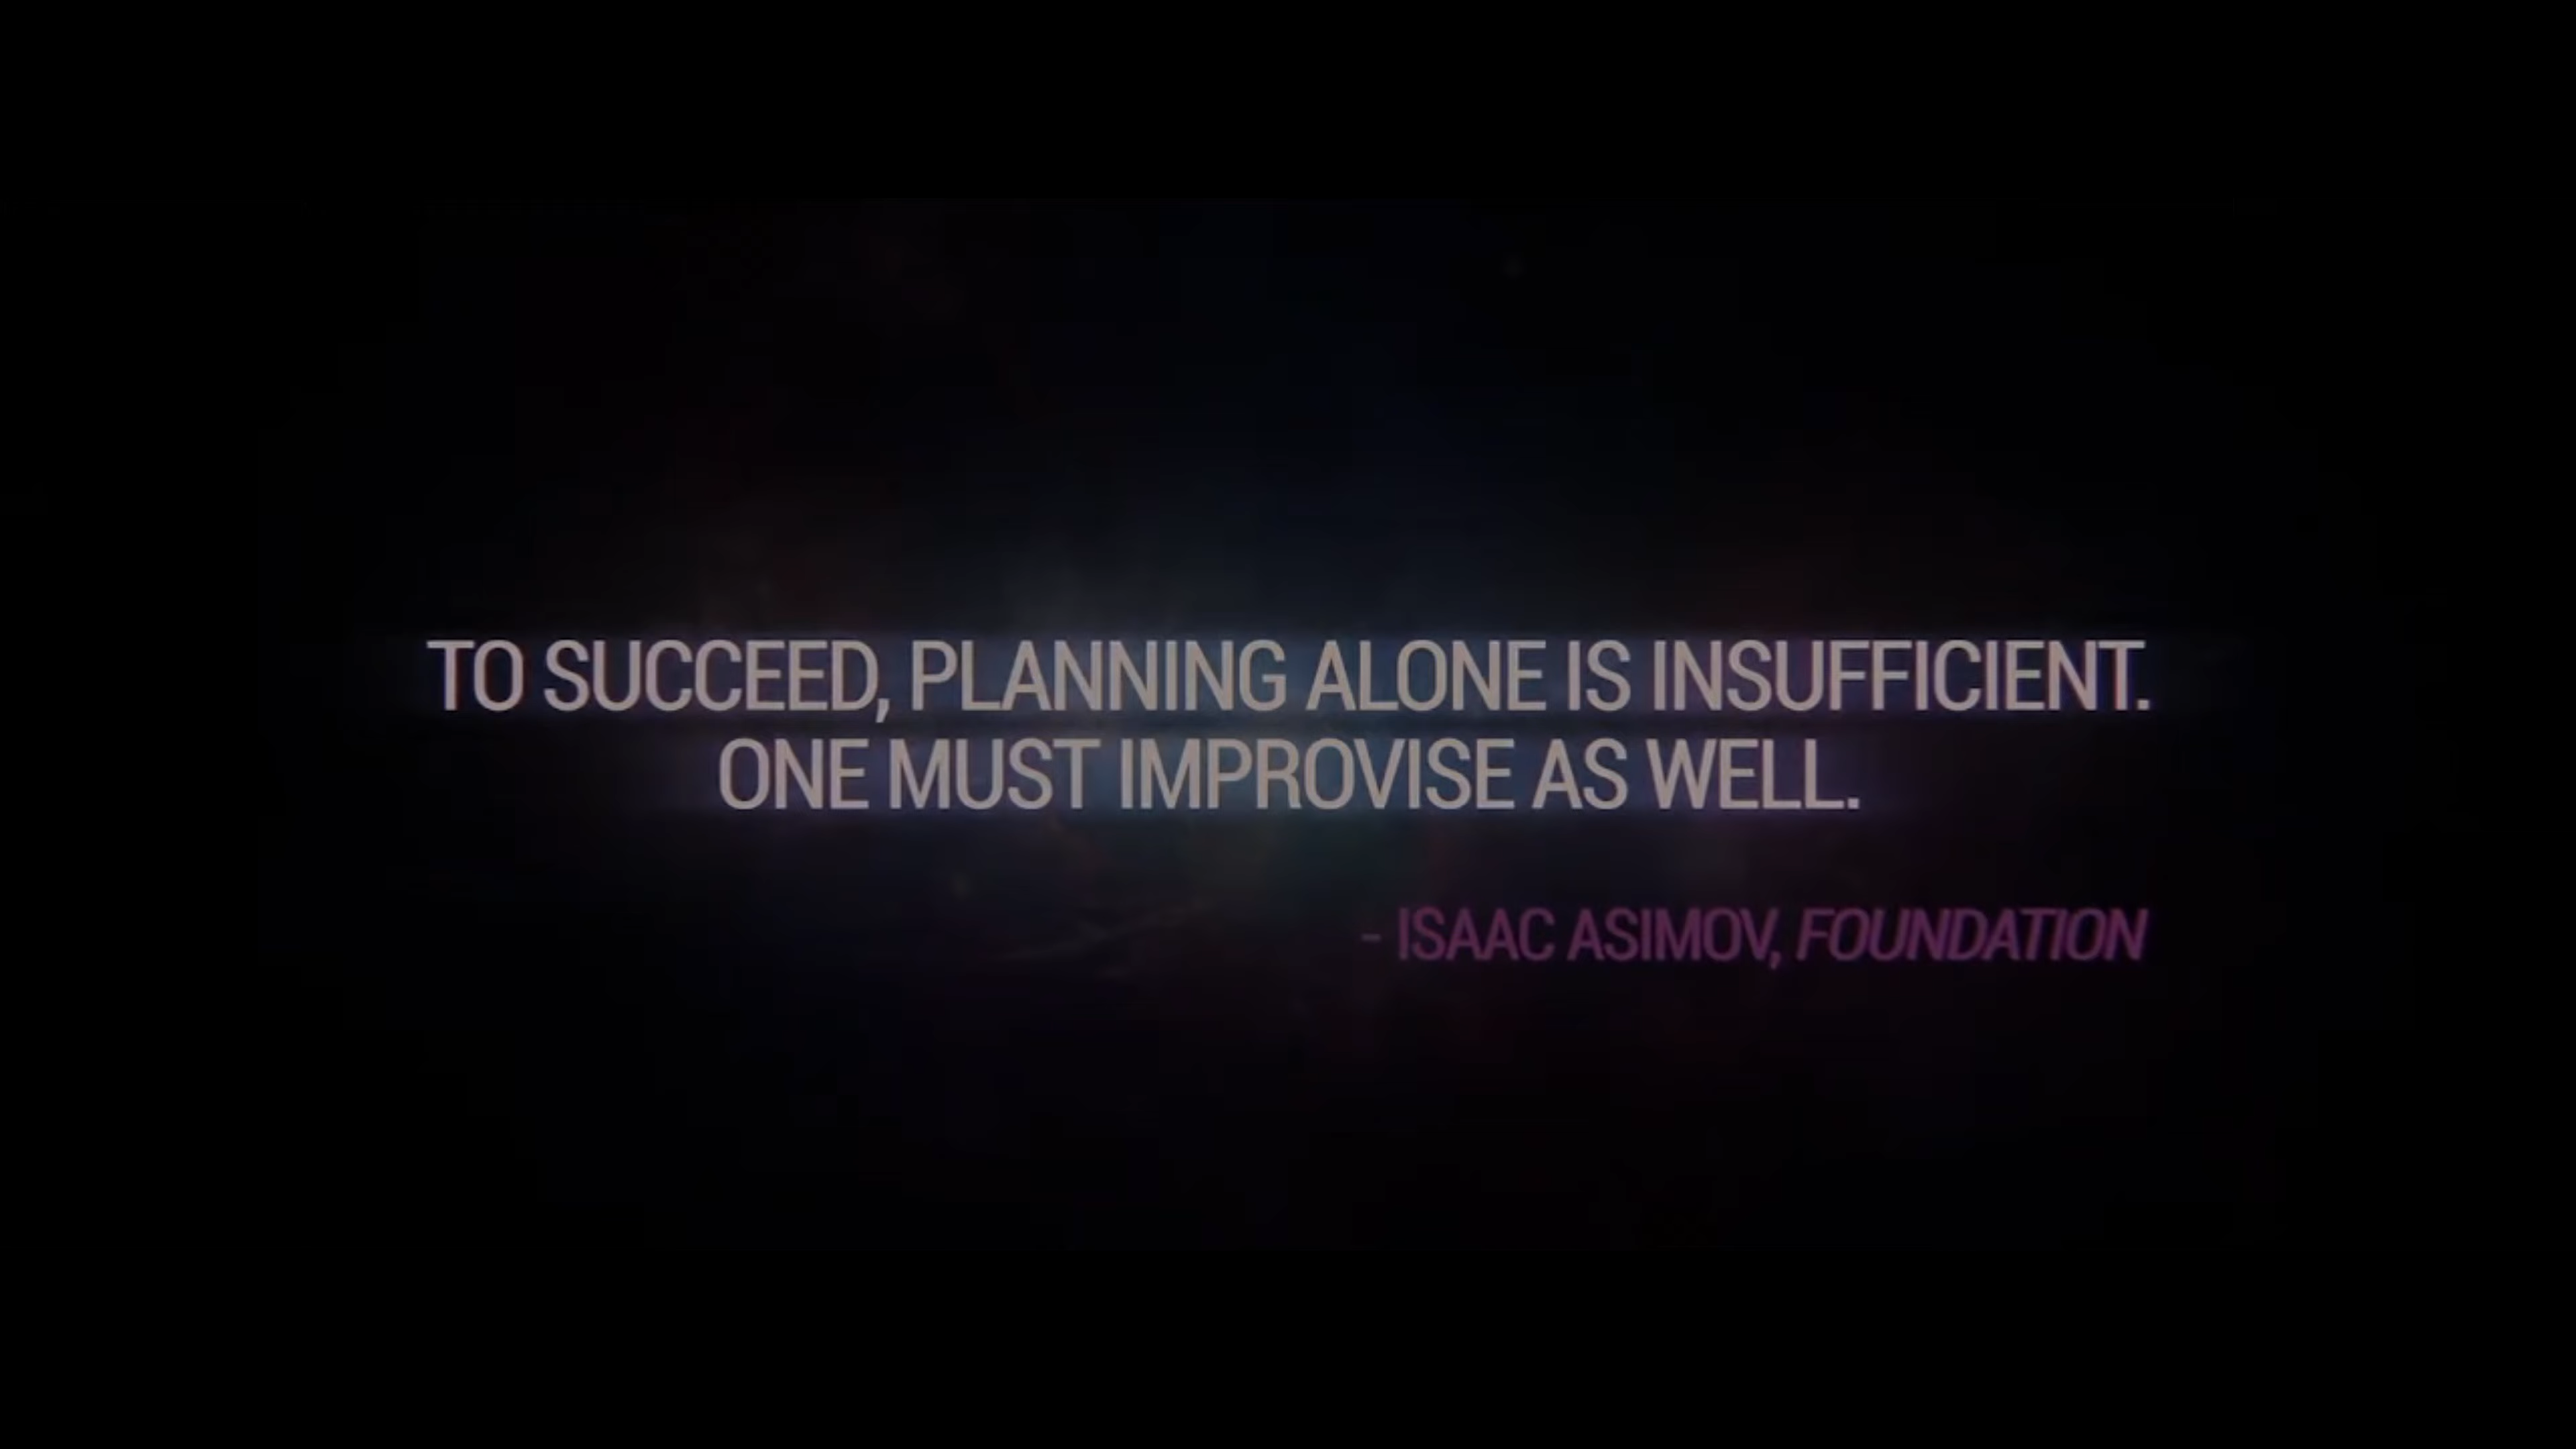 TO SUCCEED, PLANNING ALONE IS INSUFFICIENT.
ONE MUST IMPROVISE AS WELL.
- ISAAC ASIMOV, FOUNDATION